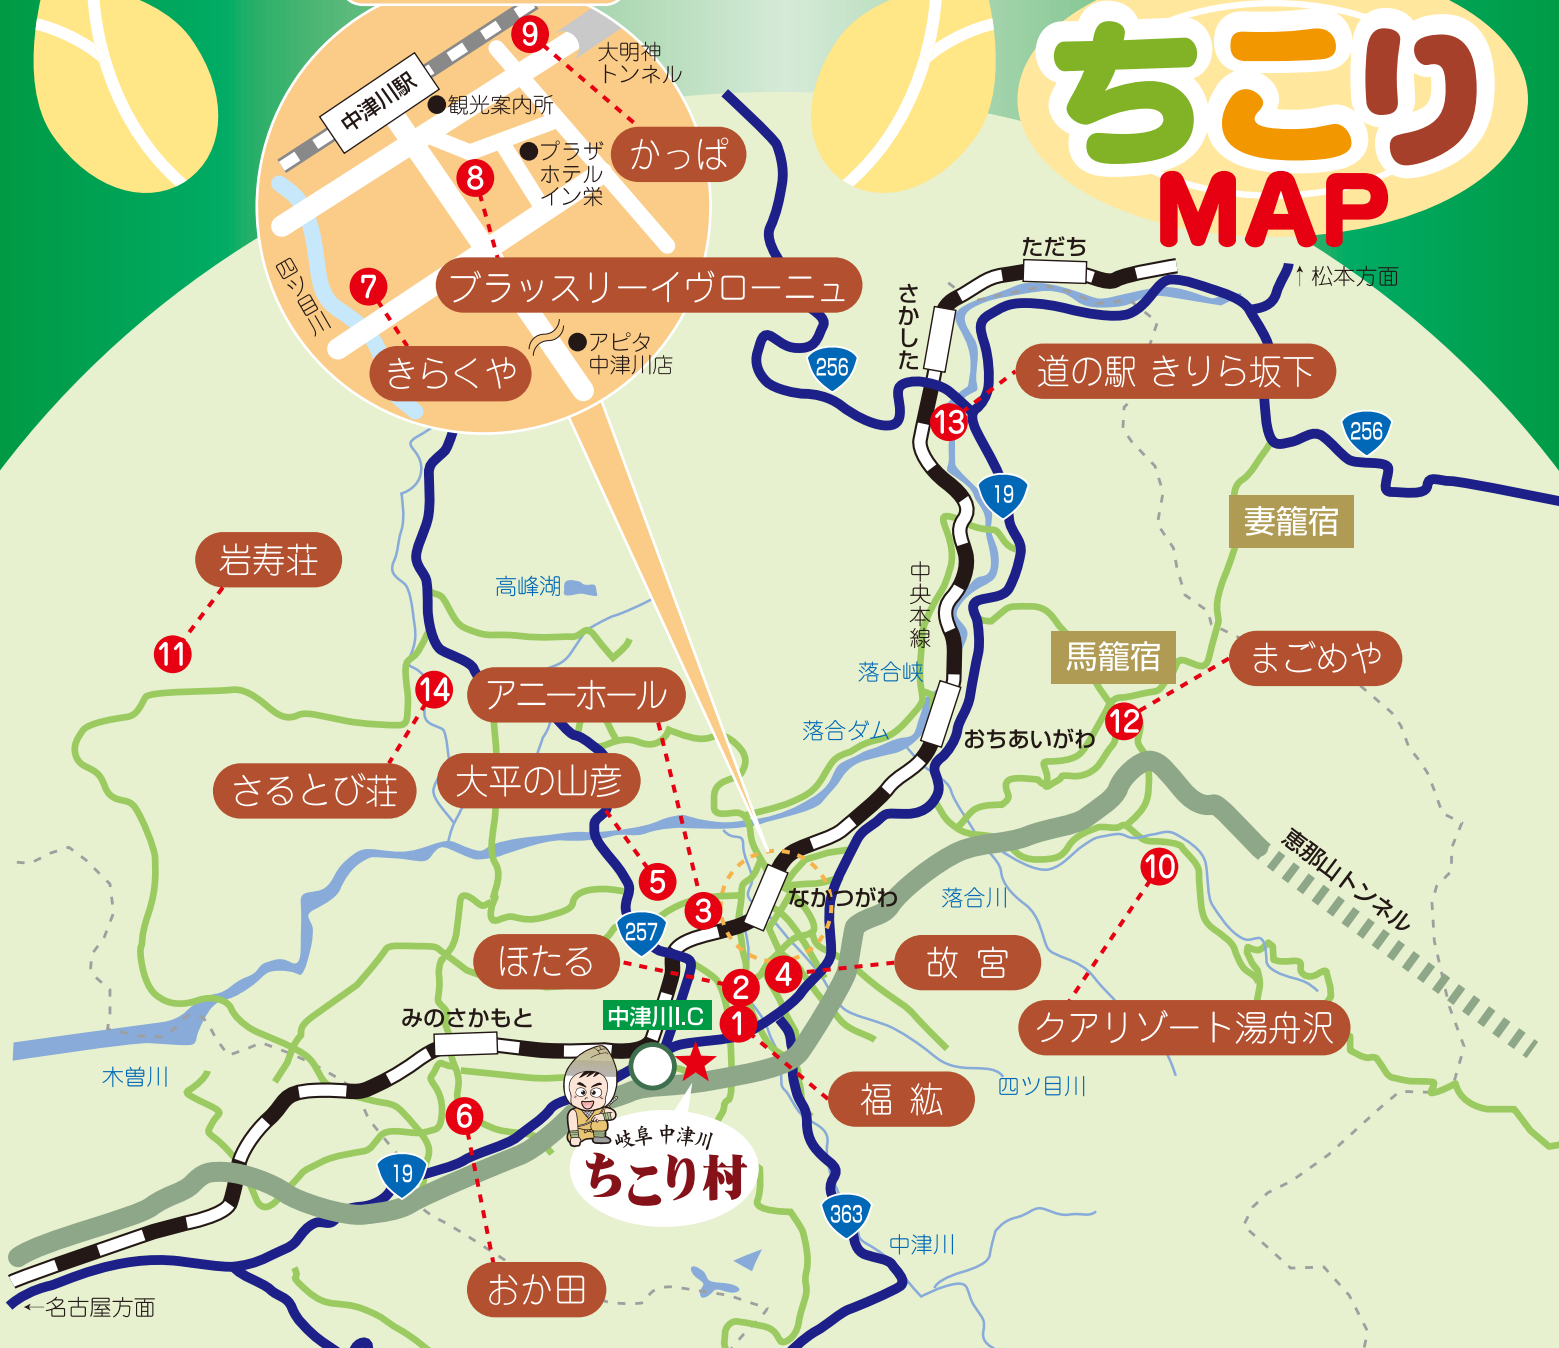 ちこり
MAP
9
大明神
トンネル
中津川駅
観光案内所
かっぱ
プラザ
ホテル
イン栄
8
ブラッスリーイヴローニュ
四ツ目川
7
きらくや
アピタ
中津川店
ただち
↑松本方面
さかした
256
道の駅 きりら坂下
13
256
19
妻籠宿
岩寿荘
11
高峰湖
中央本線
馬籠宿
まごめや
落合峡
14
アニーホール
12
落合ダム
おちあいがわ
さるとび荘
大平の山彦
恵那山トンネル
10
5
3
なかつがわ
落合川
257
ほたる
故 宮
4
2
中津川I.C
1
みのさかもと
クアリゾート湯舟沢
木曽川
四ツ目川
福 紘
6
岐阜 中津川
ちこり村
19
363
中津川
おか田
←名古屋方面